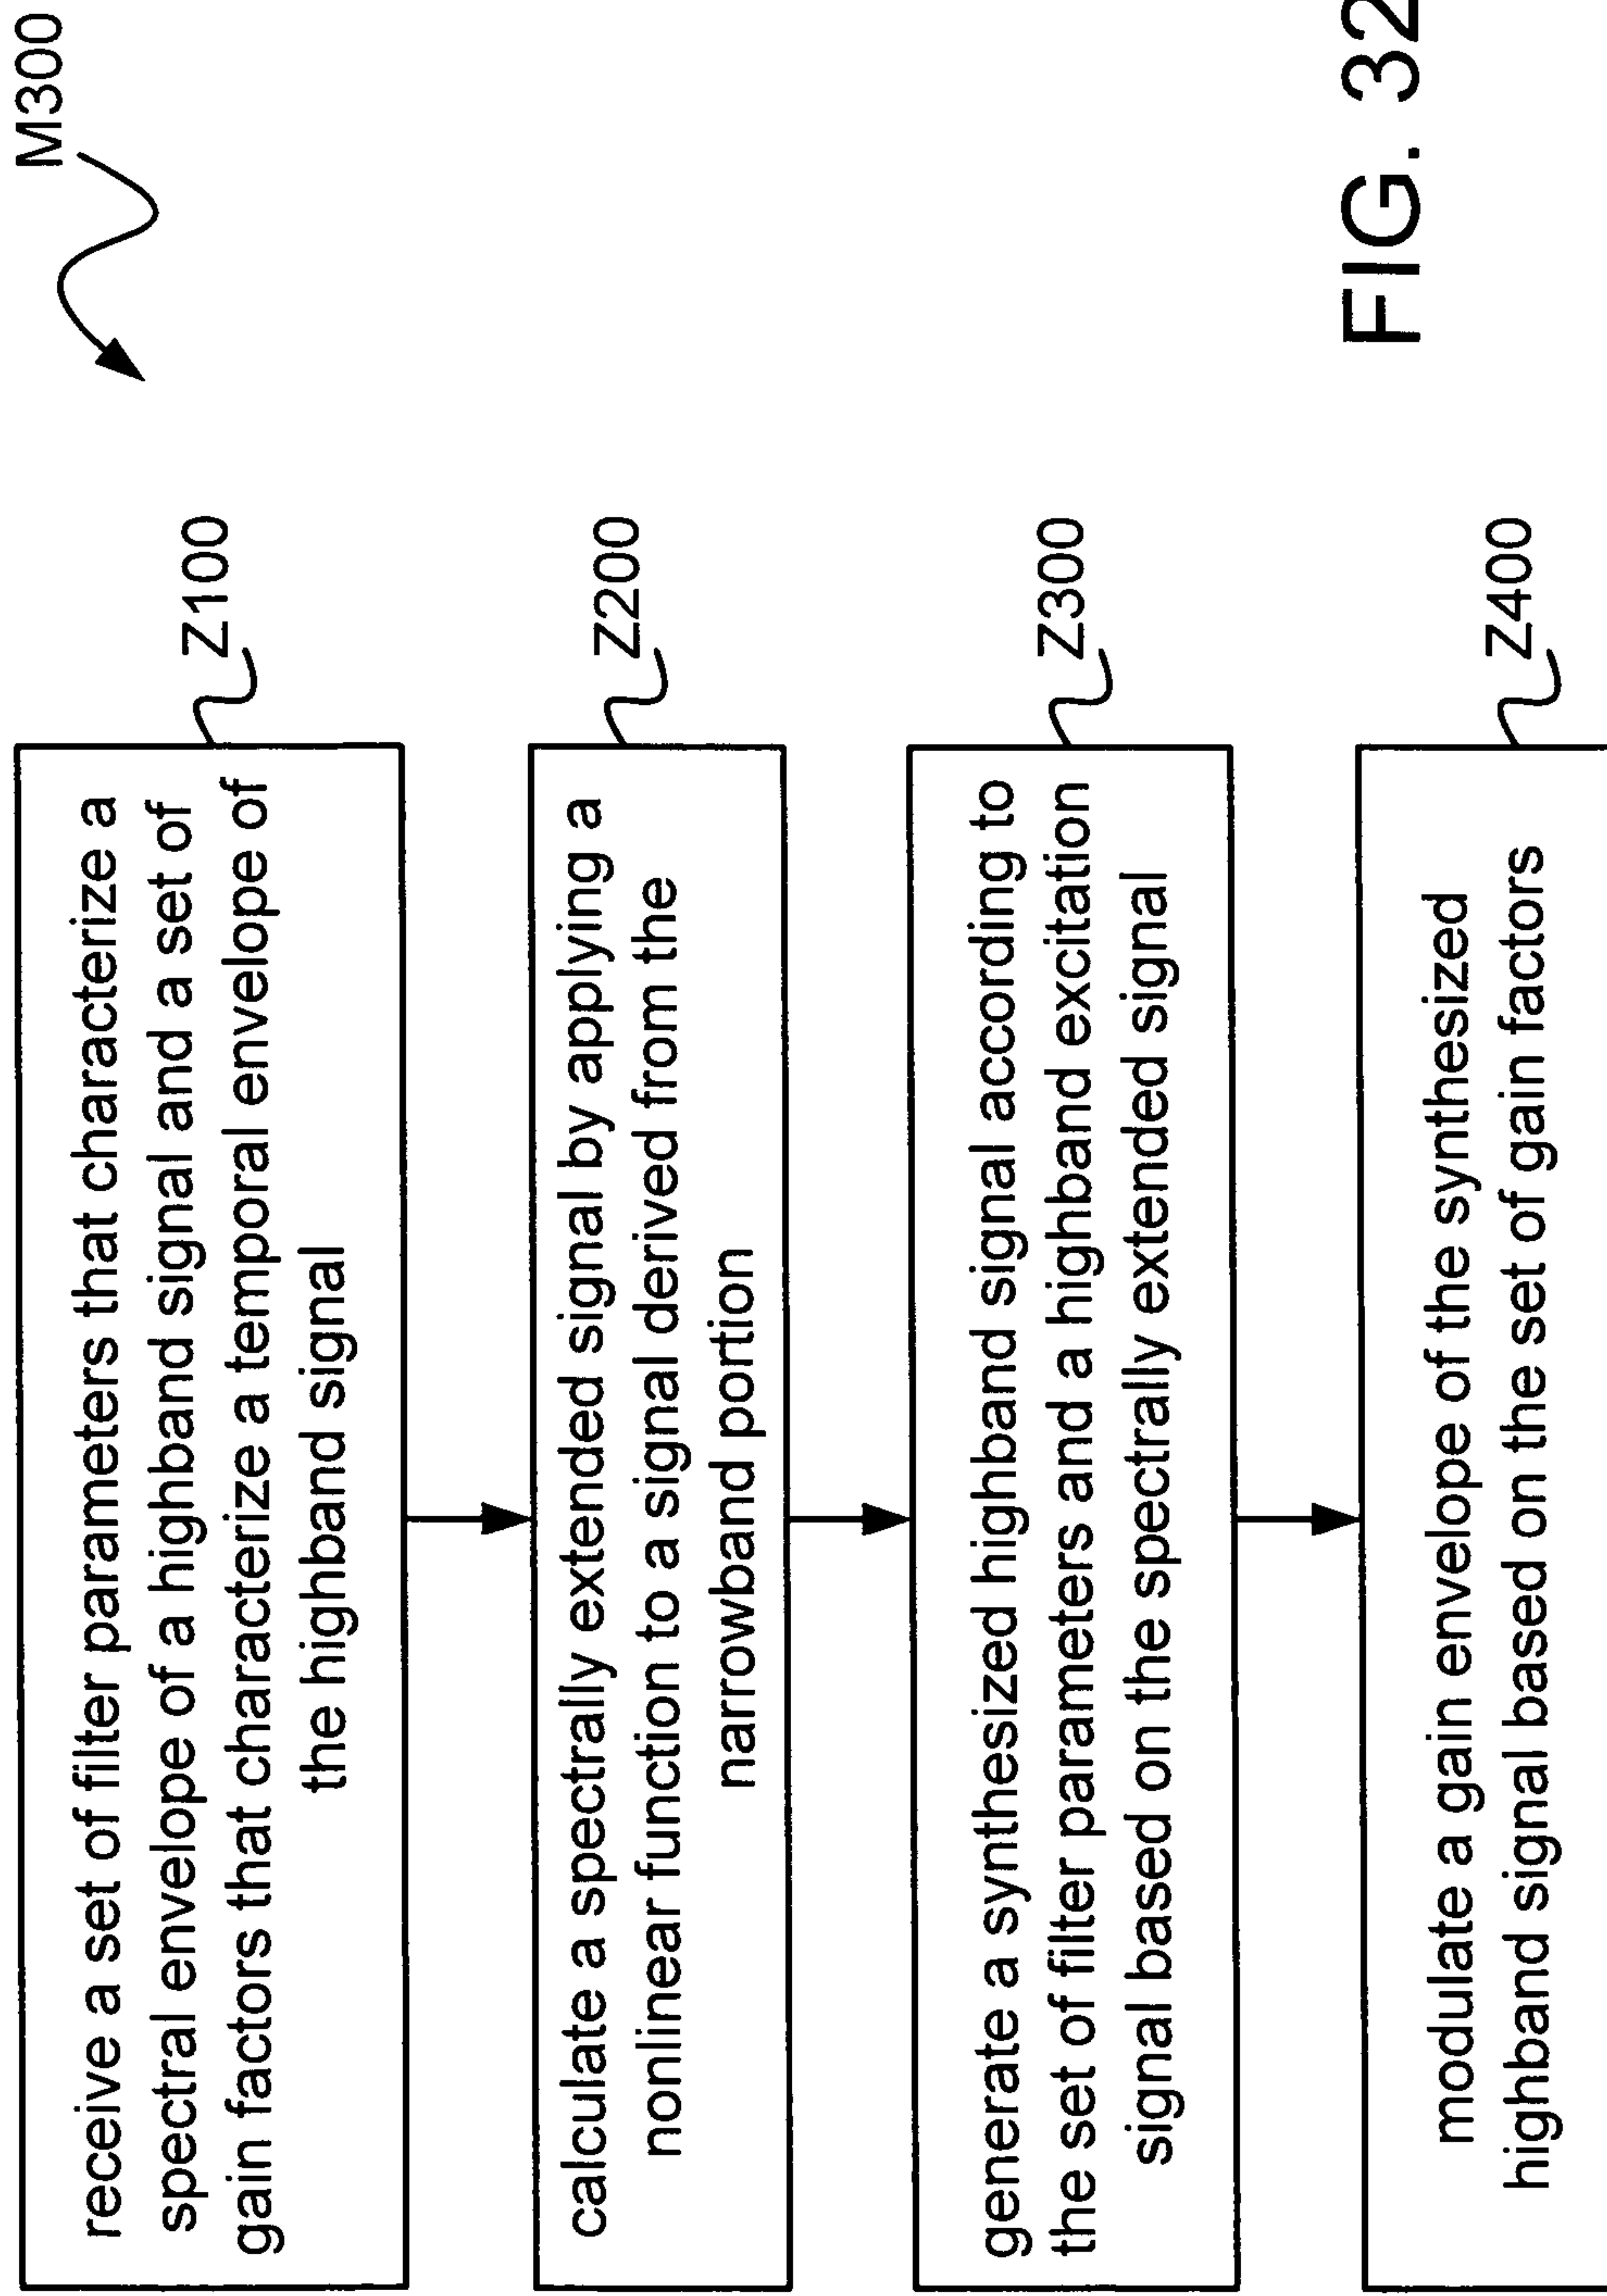 M300
receive a set of filter parameters that characterize a
spectral envelope of a highband signal and a set of
gain factors that characterize a temporal envelope of
the highband signal
Z100
calculate a spectrally extended signal by applying a
nonlinear function to a signal derived from the
narrowband portion
Z200
generate a synthesized highband signal according to
the set of filter parameters and a highband excitation
signal based on the spectrally extended signal
Z300
modulate a gain envelope of the synthesized
highband signal based on the set of gain factors
Z400
FIG. 32